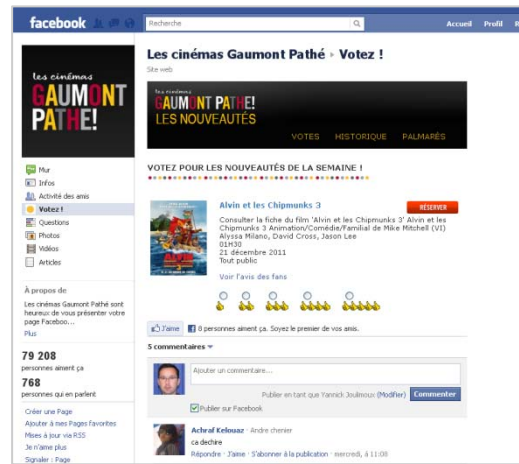 facebook
Recherche
Accueil Profil
Les cinémas Gaumont Pathé ▸ Votez !
Site web
les cinémas
GAUMONT
PATHE!
les cinémas
GAUMONT PATHE!
LES NOUVEAUTÉS
VOTES HISTORIQUE PALMARÈS
Mur
Infos
Activité des amis
Votez !
Questions
Photos
Vidéos
Articles
À propos de
Les cinémas Gaumont Pathé sont
heureux de vous présenter votre
page Faceboo...
Plus
79 208
personnes aiment ça
768
personnes qui en parlent
Créer une Page
Ajouter à mes Pages favorites
Mises à jour via RSS
Je n'aime plus
Signaler : Page
VOTEZ POUR LES NOUVEAUTÉS DE LA SEMAINE !
Alvin et les Chipmunks 3
RÉSERVER
Consulter la fiche du film 'Alvin et les Chipmunks 3' Alvin et les
Chipmunks 3 Animation/Comédie/Familial de Mike Mitchell (VI)
Alyssa Milano, David Cross, Jason Lee
01H30
21 décembre 2011
Tout public
Voir l'avis des fans
J'aime 8 personnes aiment ça. Soyez le premier de vos amis.
5 commentaires
Ajouter un commentaire...
Publier en tant que Yannick Joulmoux (Modifier) Commenter
Publier sur Facebook
Achraf Kelouaz · Andre chenier
ca dechire
Répondre · J'aime · S'abonner à la publication · mercredi, à 11:08